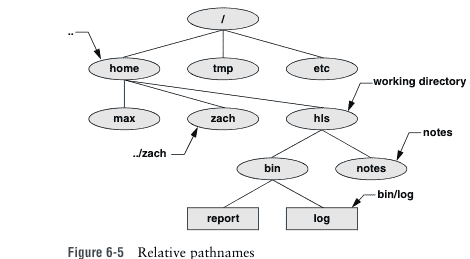 /
..
home
tmp
etc
working directory
max
zach
hls
notes
../zach
bin
notes
bin/log
report
log
Figure 6-5 Relative pathnames